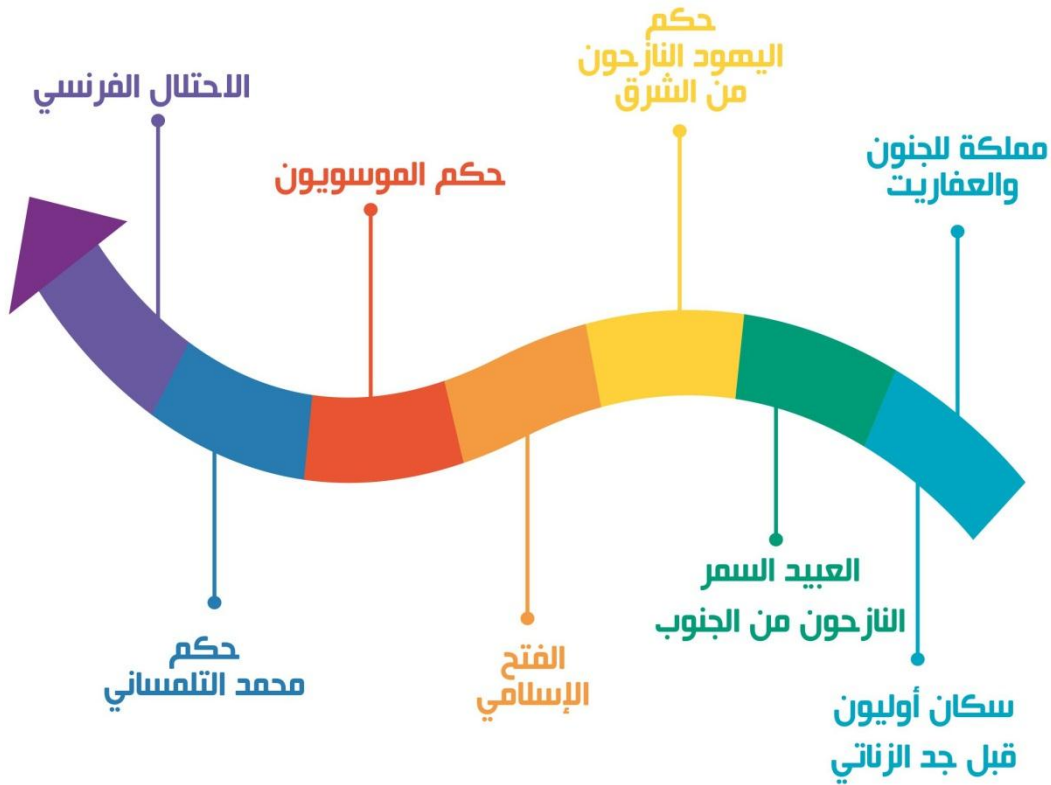 مملكة للجنون
والعفاريت
سكان أوليون
قبل جد الزناتي
العبيد السمر
النازحون من الجنوب
حكم
اليهود النازحون
من الشرق
الفتح
الإسلامي
حكم الموسويون
حكم
محمد التلمساني
الاحتلال الفرنسي